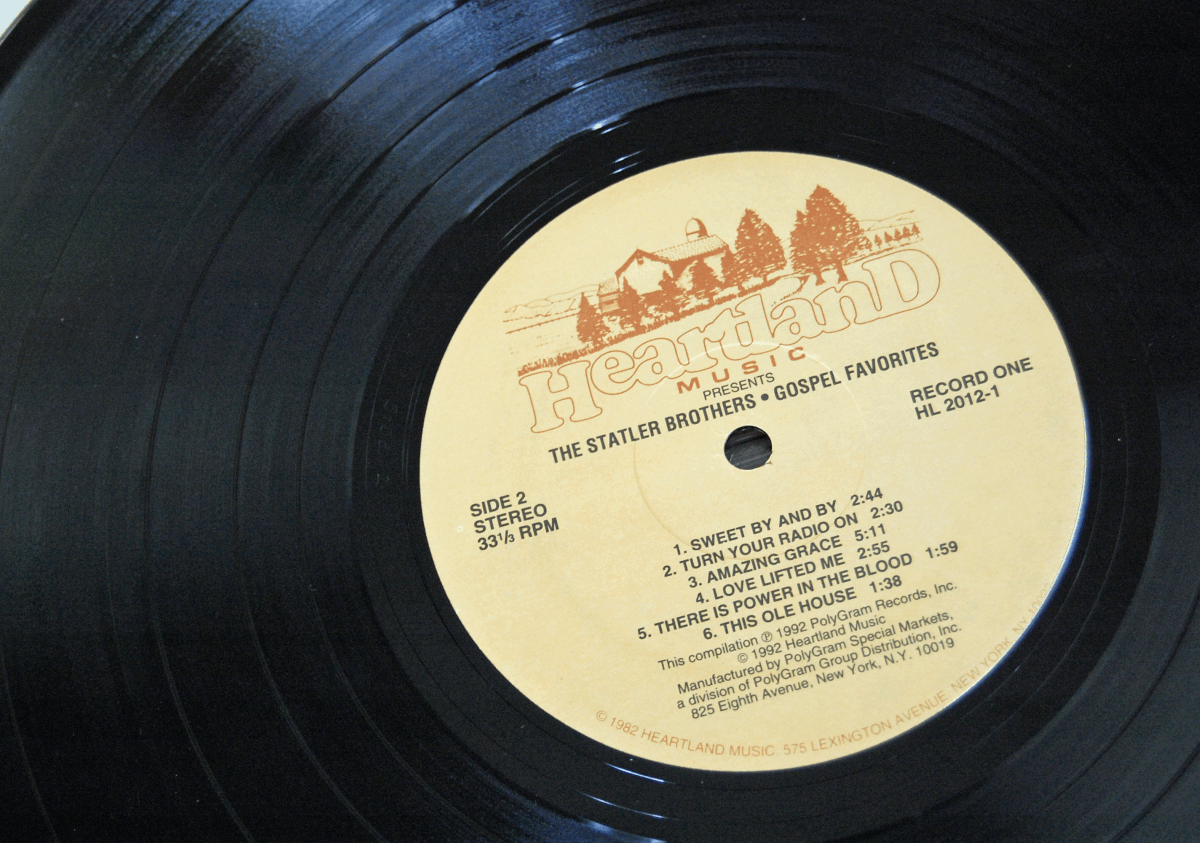 HeartlanD
MUSIC
PRESENTS
THE STATLER BROTHERS • GOSPEL FAVORITES
RECORD ONE
HL 2012-1
SIDE 2
STEREO
33⅓ RPM
1. SWEET BY AND BY 2:44
2. TURN YOUR RADIO ON 2:30
3. AMAZING GRACE 5:11
4. LOVE LIFTED ME 2:55
5. THERE IS POWER IN THE BLOOD 1:59
6. THIS OLE HOUSE 1:38
This compilation ℗ 1992 PolyGram Records, Inc.
© 1992 Heartland Music
Manufactured by PolyGram Special Markets,
a division of PolyGram Group Distribution, Inc.
825 Eighth Avenue, New York, N.Y. 10019
© 1982 HEARTLAND MUSIC. 575 LEXINGTON AVENUE, NEW YORK, NY